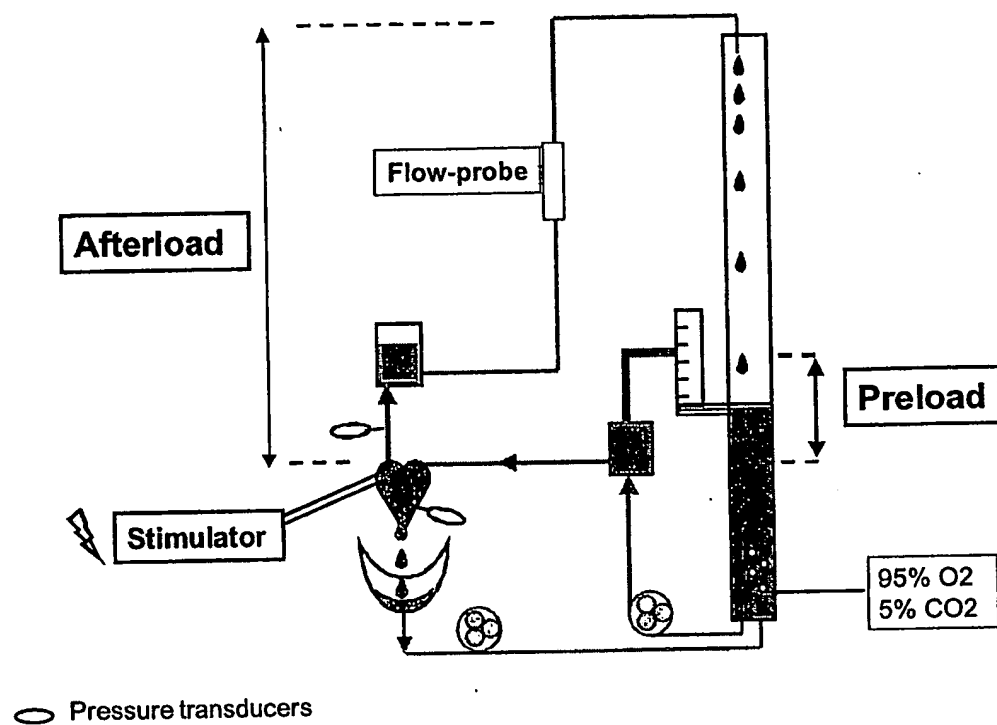 Flow-probe
Afterload
Preload
Stimulator
95% O2
5% CO2
Pressure transducers